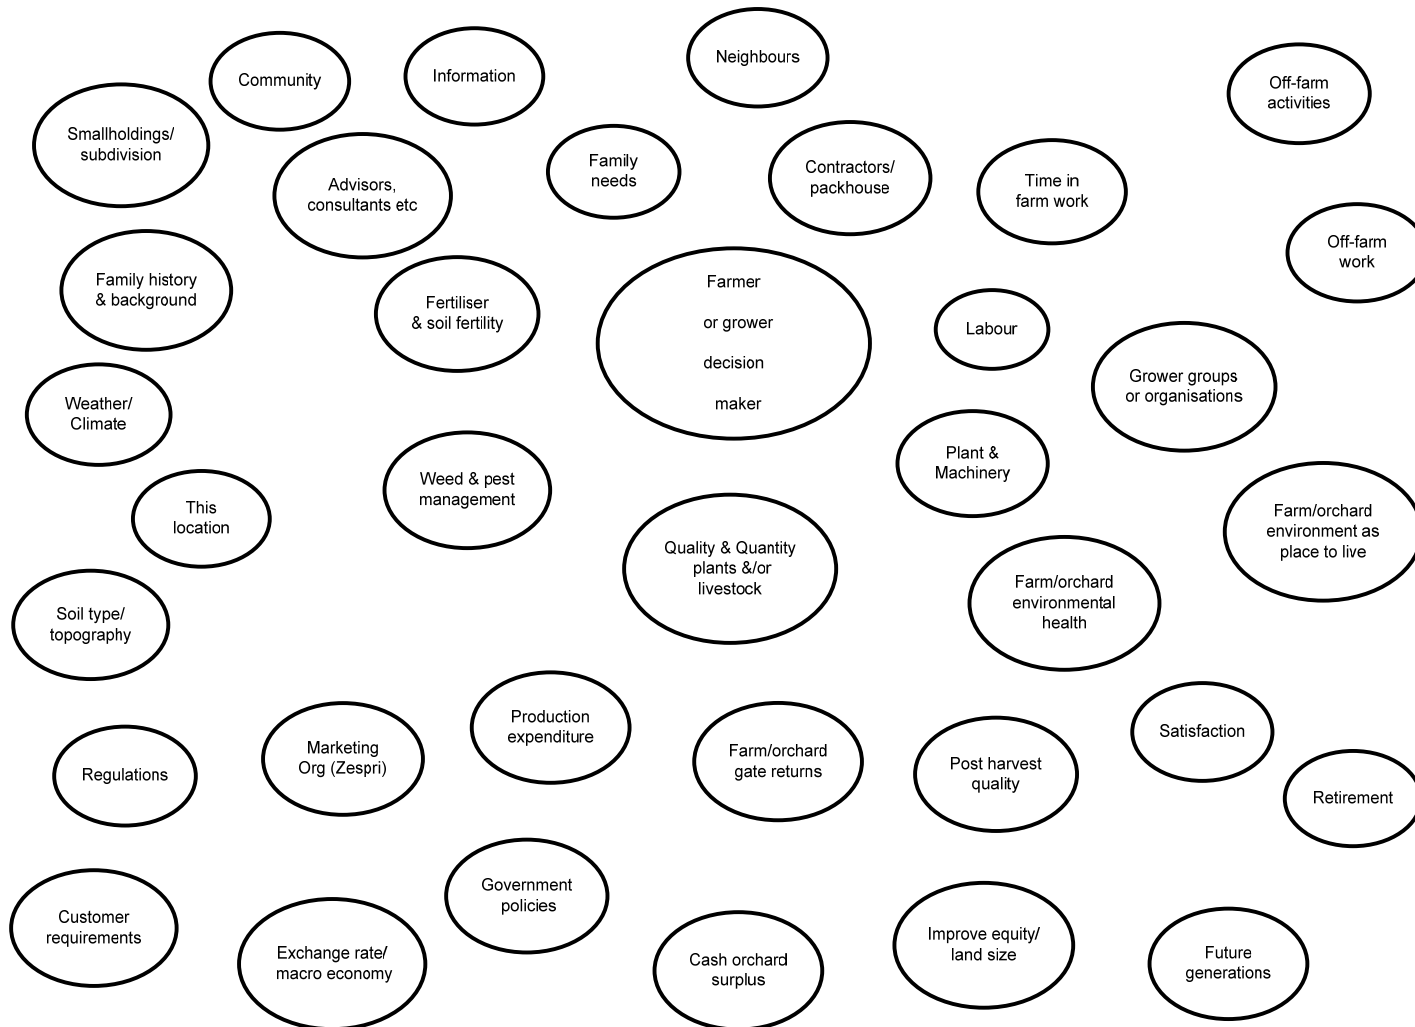 Neighbours
Community
Information
Off-farm
activities
Smallholdings/
subdivision
Family
needs
Contractors/
packhouse
Time in
farm work
Advisors,
consultants etc
Off-farm
work
Family history
& background
Fertiliser
& soil fertility
Farmer
or grower
decision
maker
Labour
Grower groups
or organisations
Weather/
Climate
Plant &
Machinery
Weed & pest
management
This
location
Farm/orchard
environment as
place to live
Quality & Quantity
plants &/or
livestock
Farm/orchard
environmental
health
Soil type/
topography
Production
expenditure
Satisfaction
Marketing
Org (Zespri)
Farm/orchard
gate returns
Post harvest
quality
Regulations
Retirement
Government
policies
Customer
requirements
Improve equity/
land size
Exchange rate/
macro economy
Cash orchard
surplus
Future
generations